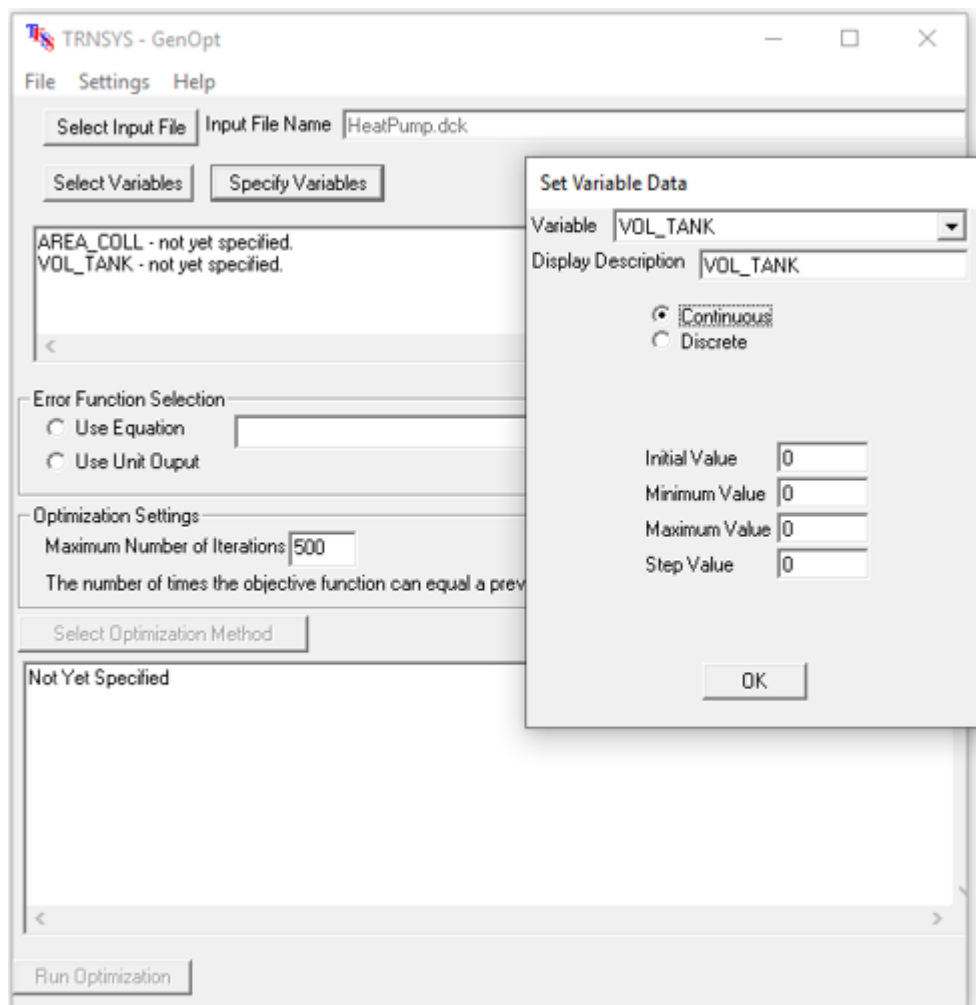 TRNSYS - GenOpt
File Settings Help
Select Input File Input File Name HeatPump.dck
Select Variables Specify Variables
AREA_COLL - not yet specified.
VOL_TANK - not yet specified.
Error Function Selection
Use Equation
Use Unit Ouput
Optimization Settings
Maximum Number of Iterations 500
The number of times the objective function can equal a prev
Select Optimization Method
Not Yet Specified
Run Optimization
Set Variable Data
Variable VOL_TANK
Display Description VOL_TANK
Continuous
Discrete
Initial Value 0
Minimum Value 0
Maximum Value 0
Step Value 0
OK